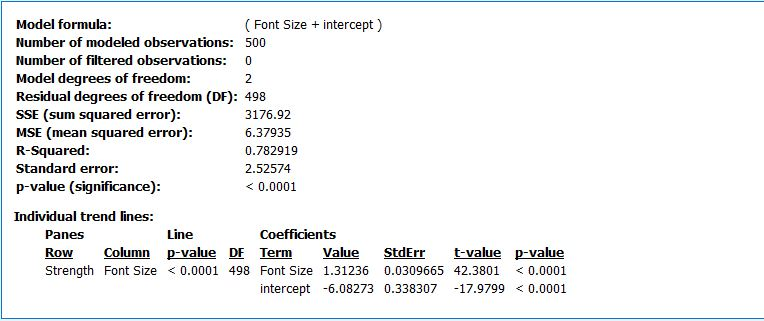 Model formula: ( Font Size + intercept )
Number of modeled observations: 500
Number of filtered observations: 0
Model degrees of freedom: 2
Residual degrees of freedom (DF): 498
SSE (sum squared error): 3176.92
MSE (mean squared error): 6.37935
R-Squared: 0.782919
Standard error: 2.52574
p-value (significance): < 0.0001
Individual trend lines:
Panes Line Coefficients
Row Column p-value DF Term Value StdErr t-value p-value
Strength Font Size < 0.0001 498 Font Size 1.31236 0.0309665 42.3801 < 0.0001
intercept -6.08273 0.338307 -17.9799 < 0.0001